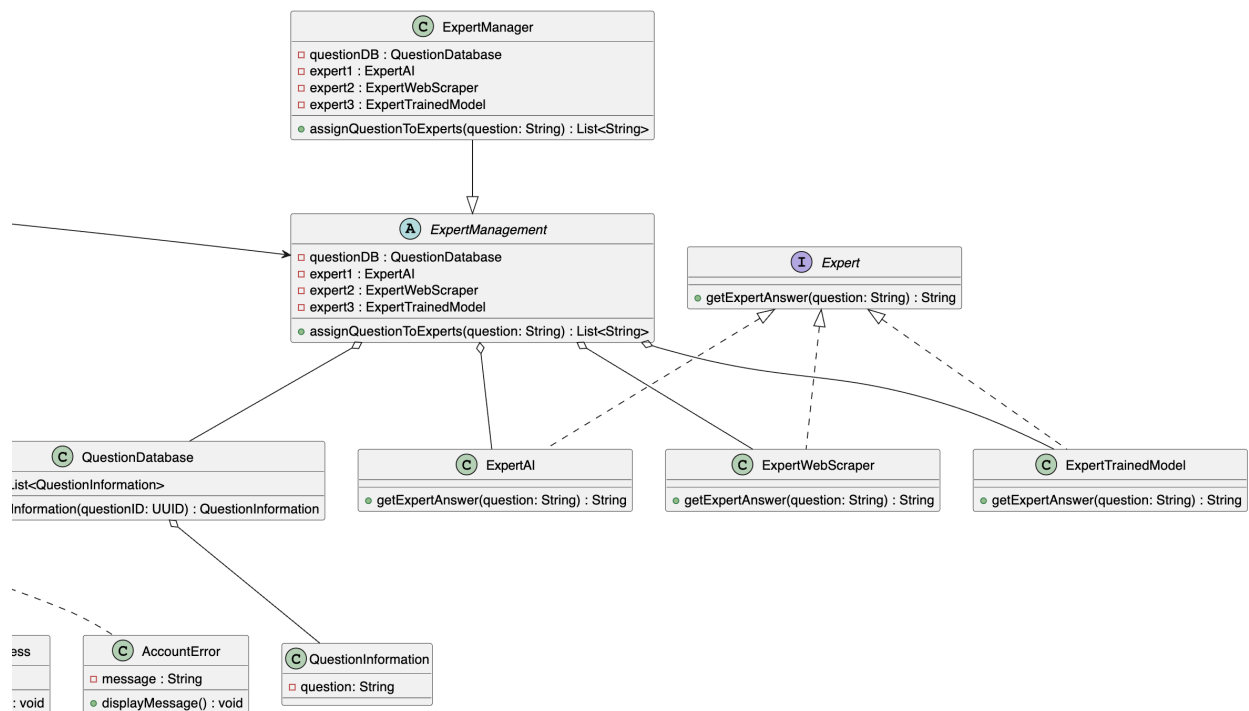 C ExpertManager
questionDB : QuestionDatabase
expert1 : ExpertAI
expert2 : ExpertWebScraper
expert3 : ExpertTrainedModel
assignQuestionToExperts(question: String) : List<String>
A ExpertManagement
questionDB : QuestionDatabase
expert1 : ExpertAI
expert2 : ExpertWebScraper
expert3 : ExpertTrainedModel
assignQuestionToExperts(question: String) : List<String>
I Expert
getExpertAnswer(question: String) : String
C QuestionDatabase
List<QuestionInformation>
Information(questionID: UUID) : QuestionInformation
C ExpertAI
getExpertAnswer(question: String) : String
C ExpertWebScraper
getExpertAnswer(question: String) : String
C ExpertTrainedModel
getExpertAnswer(question: String) : String
ess
: void
C AccountError
message : String
displayMessage() : void
C QuestionInformation
question: String